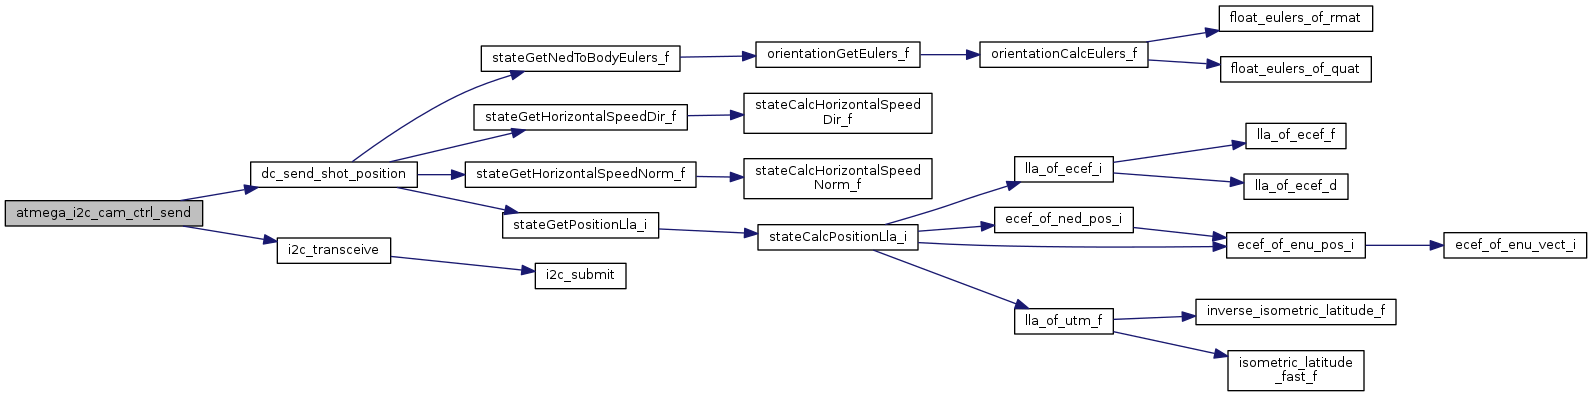 atmega_i2c_cam_ctrl_send
dc_send_shot_position
i2c_transceive
stateGetNedToBodyEulers_f
stateGetHorizontalSpeedDir_f
stateGetHorizontalSpeedNorm_f
stateGetPositionLla_i
i2c_submit
orientationGetEulers_f
stateCalcHorizontalSpeed
Dir_f
stateCalcHorizontalSpeed
Norm_f
stateCalcPositionLla_i
orientationCalcEulers_f
lla_of_ecef_i
ecef_of_ned_pos_i
lla_of_utm_f
float_eulers_of_rmat
float_eulers_of_quat
lla_of_ecef_f
lla_of_ecef_d
ecef_of_enu_pos_i
inverse_isometric_latitude_f
isometric_latitude
_fast_f
ecef_of_enu_vect_i